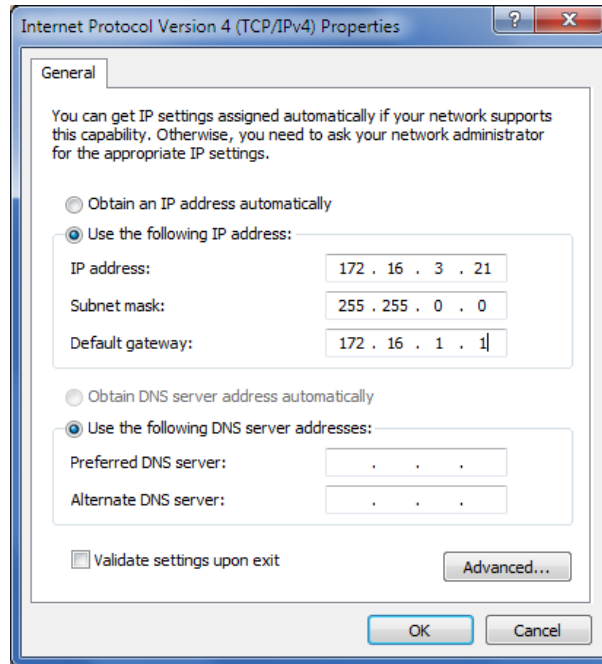 Internet Protocol Version 4 (TCP/IPv4) Properties
General
You can get IP settings assigned automatically if your network supports
this capability. Otherwise, you need to ask your network administrator
for the appropriate IP settings.
Obtain an IP address automatically
Use the following IP address:
IP address: 172 . 16 . 3 . 21
Subnet mask: 255 . 255 . 0 . 0
Default gateway: 172 . 16 . 1 . 1
Obtain DNS server address automatically
Use the following DNS server addresses:
Preferred DNS server: . . .
Alternate DNS server: . . .
Validate settings upon exit
Advanced...
OK Cancel